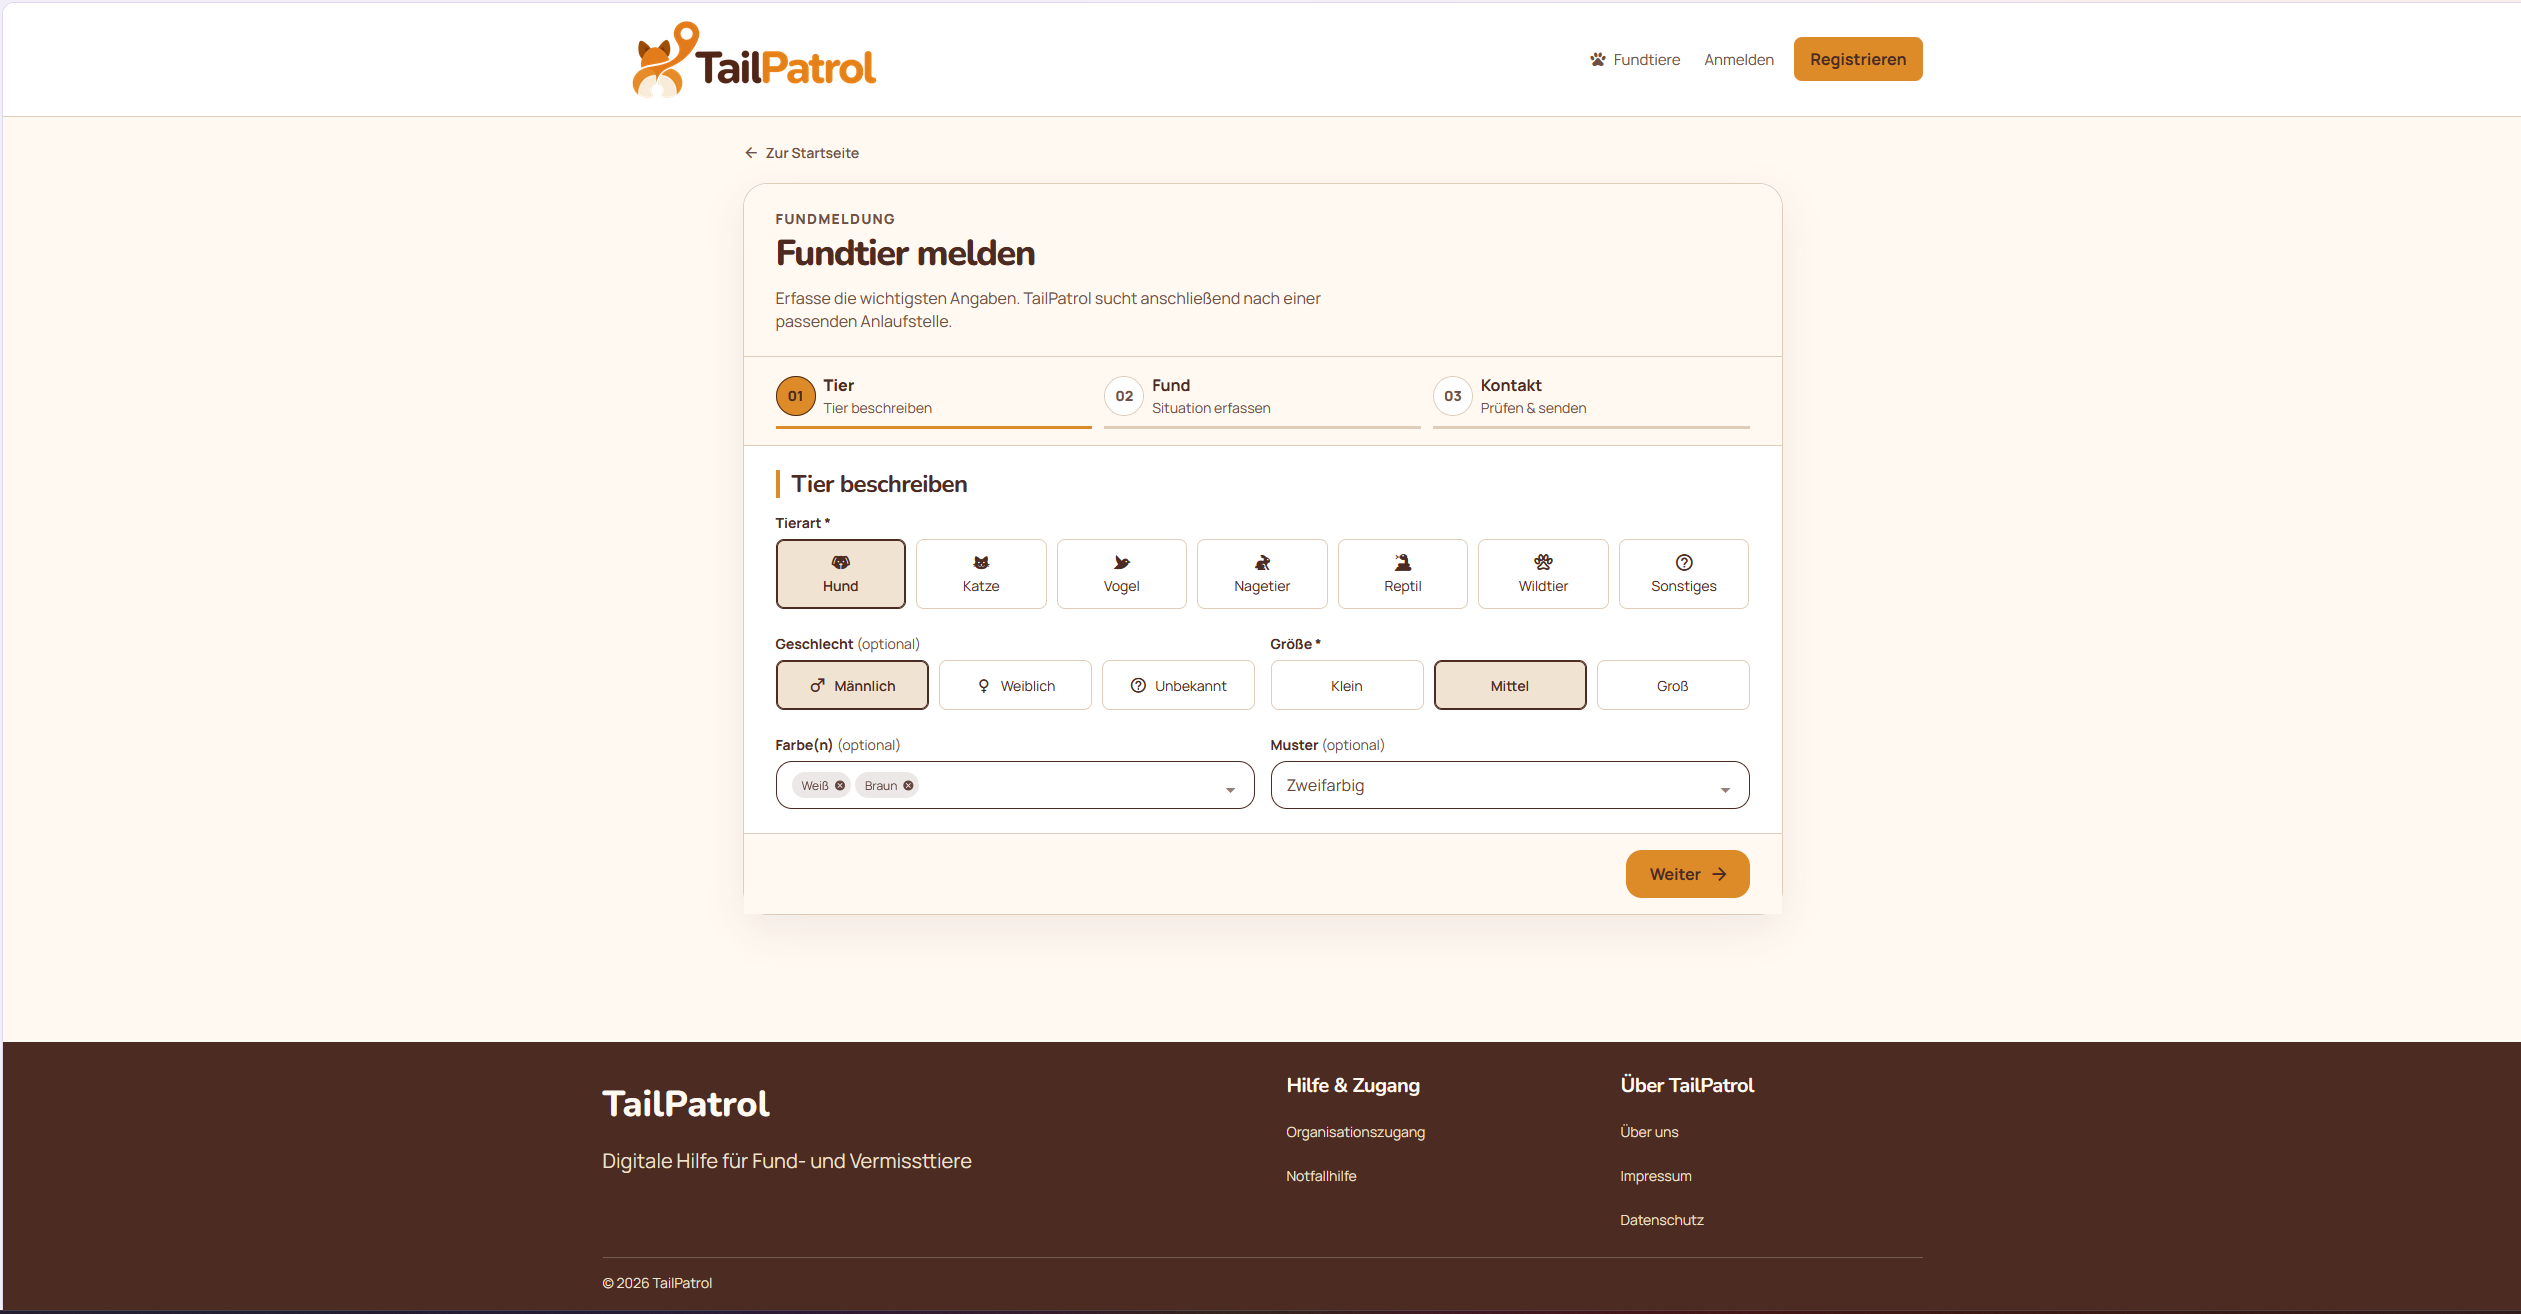 TailPatrol
Fundtiere Anmelden Registrieren
Zur Startseite
FUNDMELDUNG
Fundtier melden
Erfasse die wichtigsten Angaben. TailPatrol sucht anschließend nach einer
passenden Anlaufstelle.
01 Tier
Tier beschreiben
02 Fund
Situation erfassen
03 Kontakt
Prüfen & senden
Tier beschreiben
Tierart *
Hund Katze Vogel Nagetier Reptil Wildtier Sonstiges
Geschlecht (optional)
Männlich Weiblich Unbekannt
Größe *
Klein Mittel Groß
Farbe(n) (optional)
Weiß Braun
Muster (optional)
Zweifarbig
Weiter
TailPatrol
Digitale Hilfe für Fund- und Vermissttiere
Hilfe & Zugang
Organisationszugang
Notfallhilfe
Über TailPatrol
Über uns
Impressum
Datenschutz
© 2026 TailPatrol